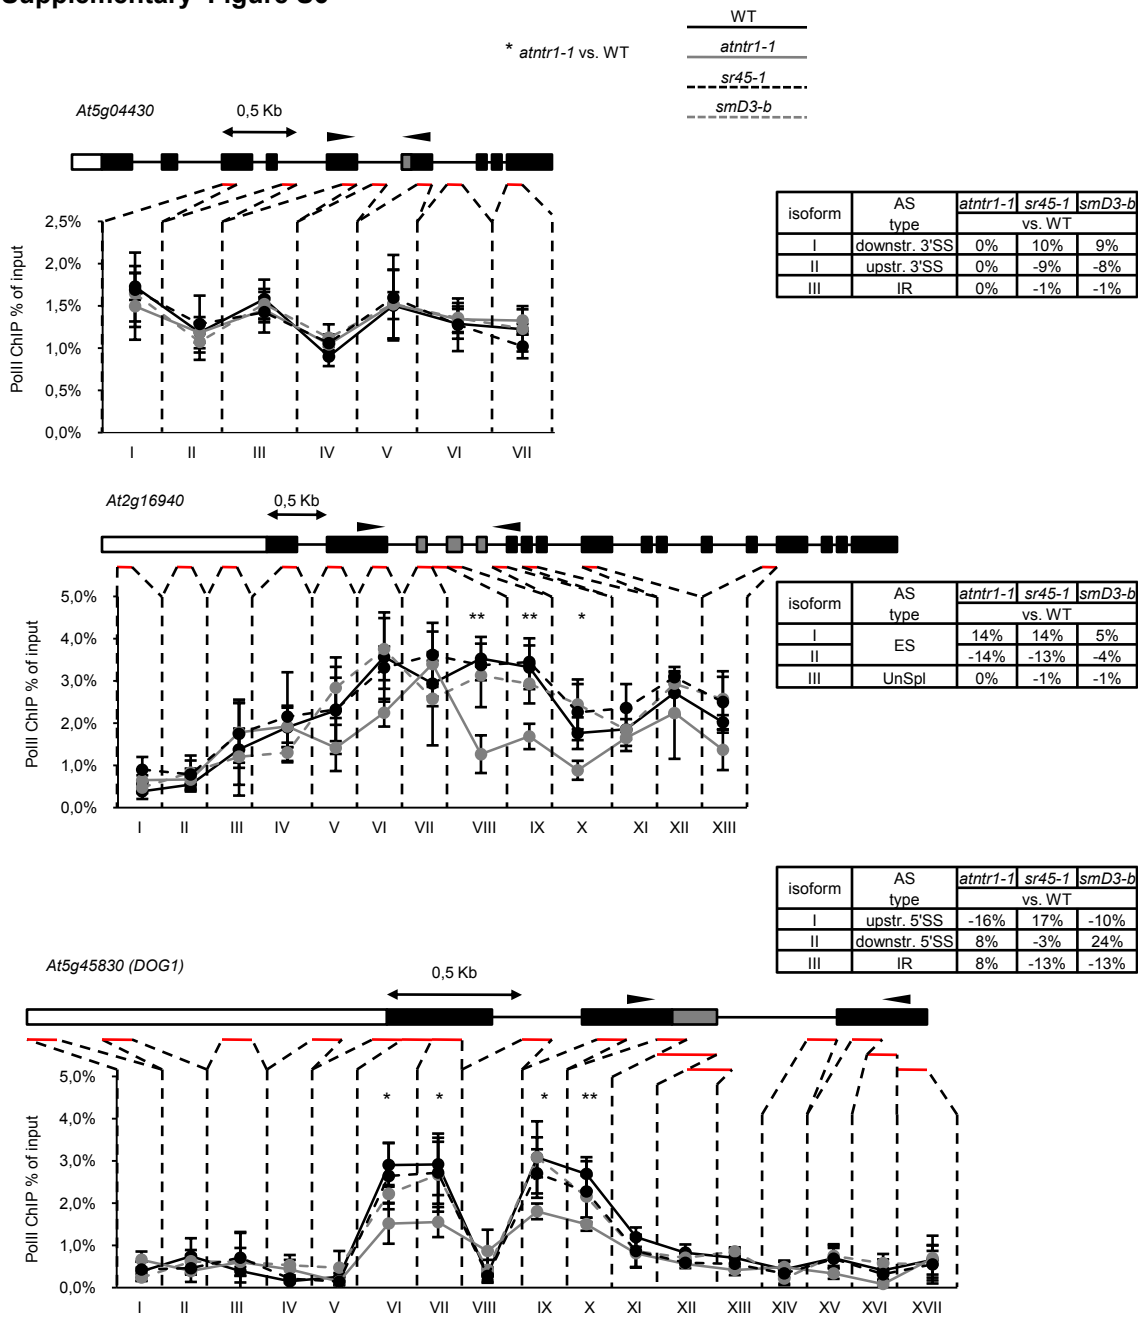 Supplementary Figure S6
WT
* atntr1-1 vs. WT
atntr1-1
sr45-1
smD3-b
At5g04430
0,5 Kb
isoform AS type atntr1-1 sr45-1 smD3-b
vs. WT
I downstr. 3'SS 0% 10% 9%
II upstr. 3'SS 0% -9% -8%
III IR 0% -1% -1%
PolII ChIP % of input
2,5%
2,0%
1,5%
1,0%
0,5%
0,0%
I II III IV V VI VII
At2g16940
0,5 Kb
isoform AS type atntr1-1 sr45-1 smD3-b
vs. WT
I ES 14% 14% 5%
II -14% -13% -4%
III UnSpl 0% -1% -1%
PolII ChIP % of input
5,0%
4,0%
3,0%
2,0%
1,0%
0,0%
** ** *
I II III IV V VI VII VIII IX X XI XII XIII
isoform AS type atntr1-1 sr45-1 smD3-b
vs. WT
I upstr. 5'SS -16% 17% -10%
II downstr. 5'SS 8% -3% 24%
III IR 8% -13% -13%
At5g45830 (DOG1)
0,5 Kb
PolII ChIP % of input
5,0%
4,0%
3,0%
2,0%
1,0%
0,0%
* * * **
I II III IV V VI VII VIII IX X XI XII XIII XIV XV XVI XVII